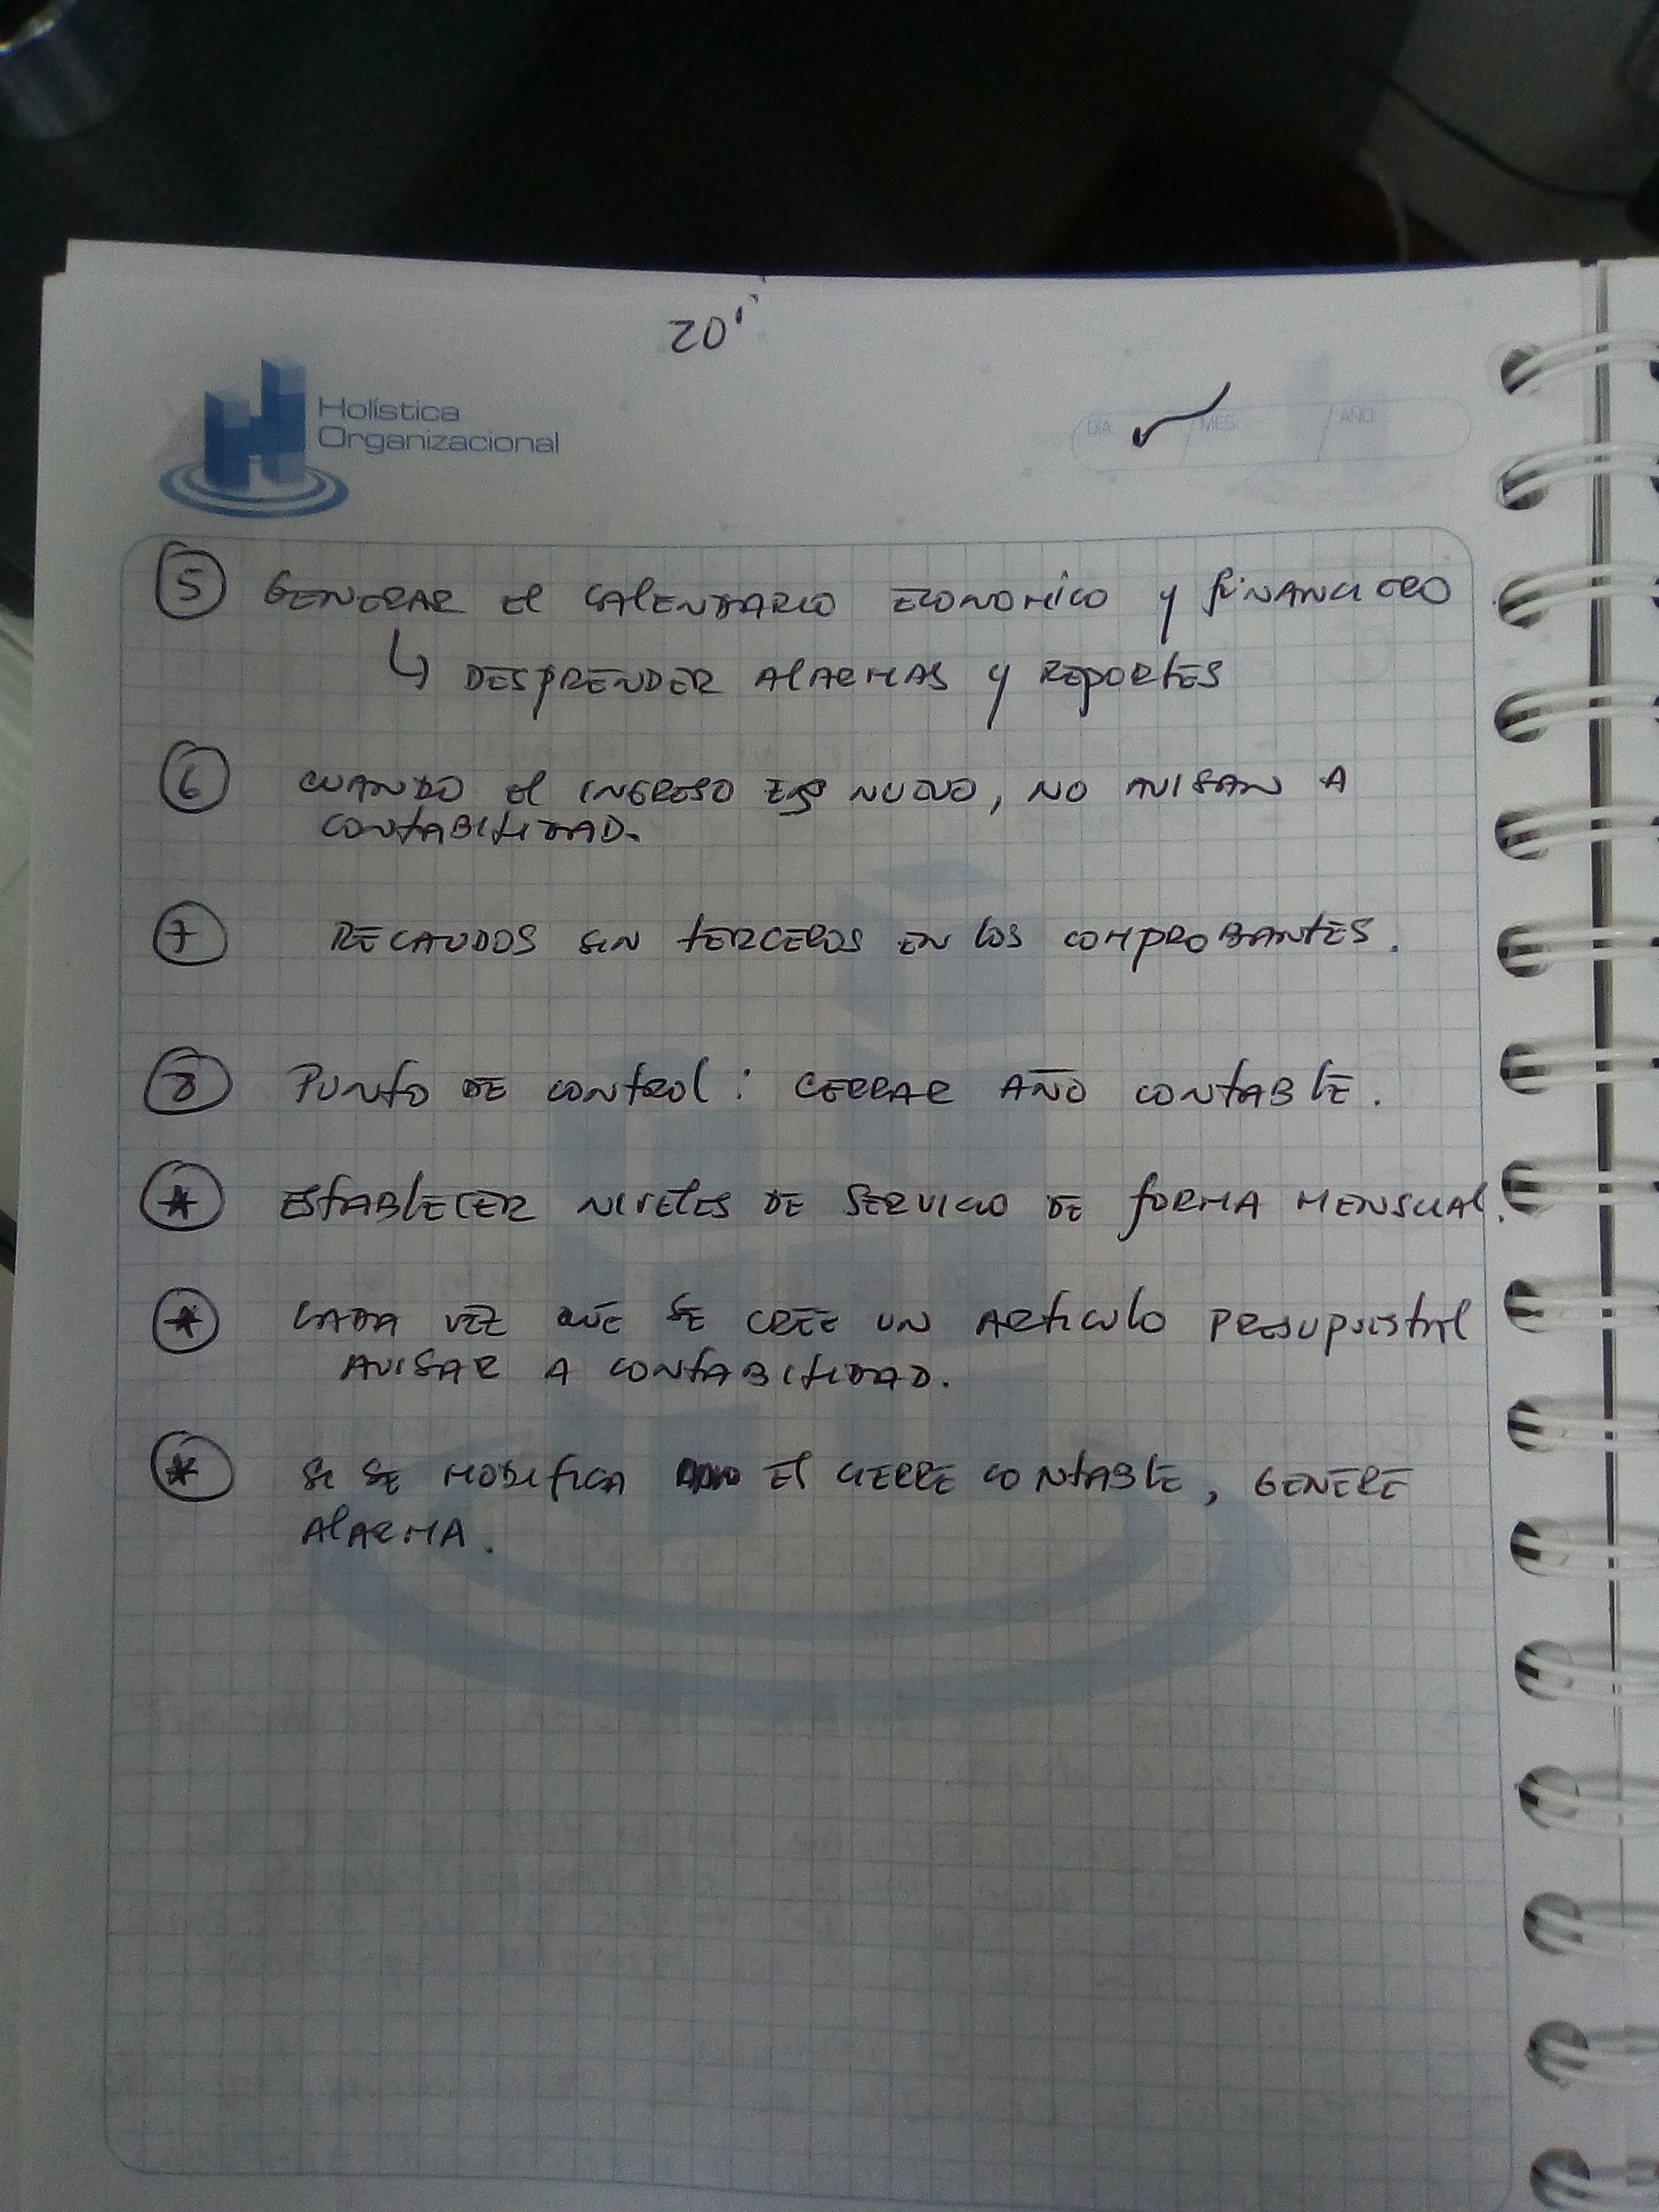 20'
Holística
Organizacional
DÍA: MES: AÑO:
5 GENERAR El CALENDARIO ECONOMICO y FINANCIERO
↳ DESPRENDER AlARMAS y REPORTES
6 CUANDO El INGRESO ES NUEVO, NO AVISAN A
CONTABILIDAD.
7 RECAUDOS SIN TERCEROS EN LOS COMPROBANTES.
8 PUNTO DE CONTROL: CERRAR AÑO CONTABLE.
* ESTABLECER NIVELES DE SERVICIO DE FORMA MENSUAL.
* CADA VEZ QUE SE CREE UN ARTICULO PRESUPUESTAL
AVISAR A CONTABILIDAD.
* SI SE MODIFICA El CIERRE CONTABLE, GENERE
AlARMA.